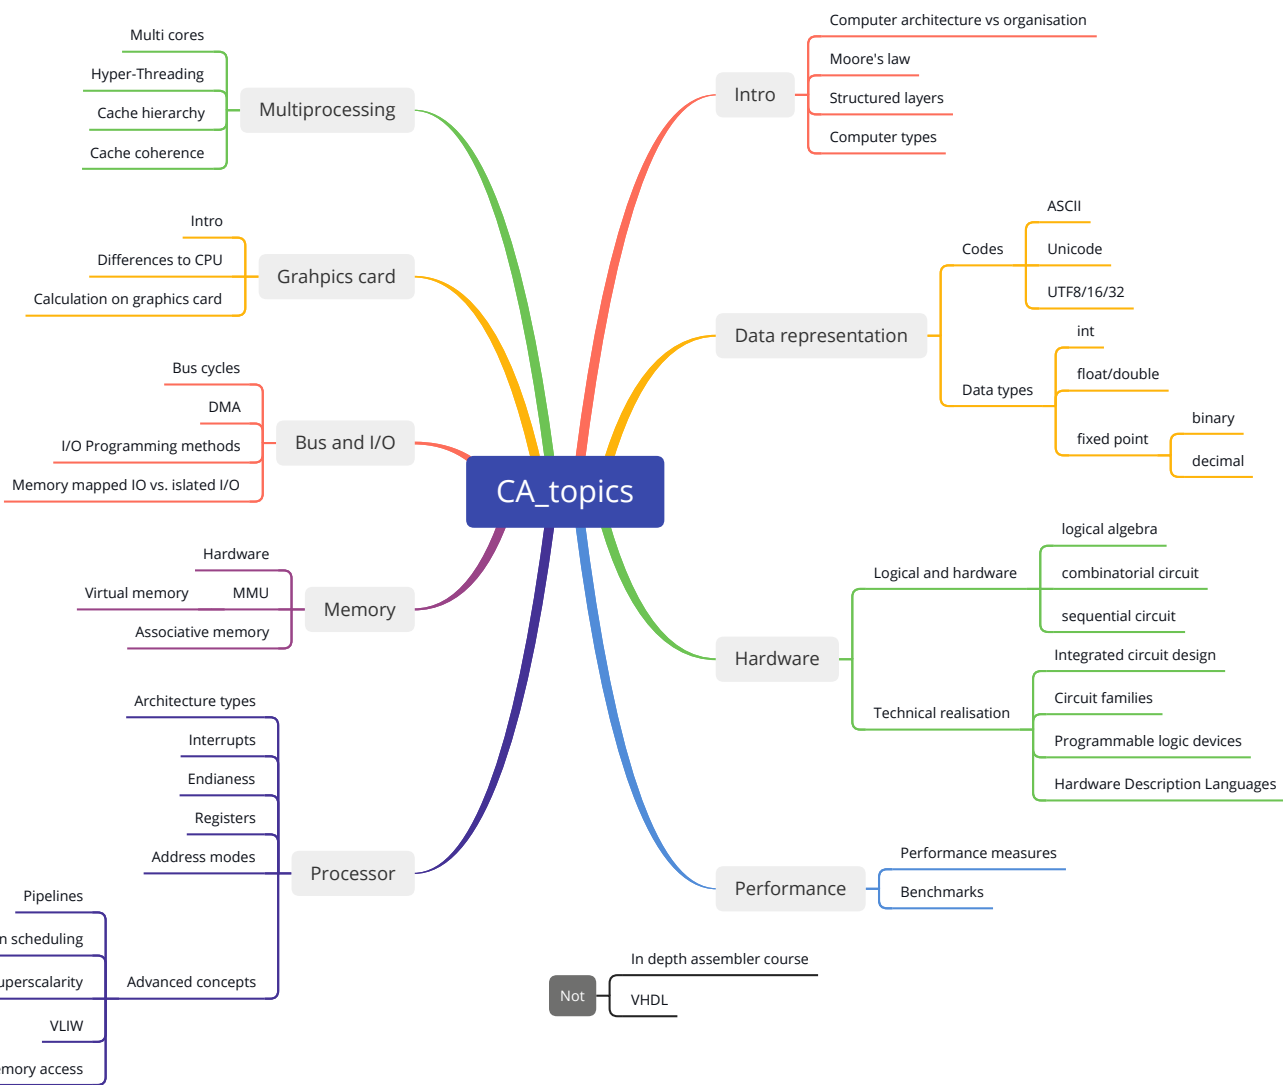 CA_topics
Intro
Computer architecture vs organisation
Moore's law
Structured layers
Computer types
Data representation
Codes
ASCII
Unicode
UTF8/16/32
Data types
int
float/double
fixed point
binary
decimal
Hardware
Logical and hardware
logical algebra
combinatorial circuit
sequential circuit
Technical realisation
Integrated circuit design
Circuit families
Programmable logic devices
Hardware Description Languages
Performance
Performance measures
Benchmarks
Multiprocessing
Multi cores
Hyper-Threading
Cache hierarchy
Cache coherence
Grahpics card
Intro
Differences to CPU
Calculation on graphics card
Bus and I/O
Bus cycles
DMA
I/O Programming methods
Memory mapped IO vs. islated I/O
Memory
Hardware
MMU
Virtual memory
Associative memory
Processor
Architecture types
Interrupts
Endianess
Registers
Address modes
Advanced concepts
Pipelines
scheduling
VLIW
access
Not
In depth assembler course
VHDL